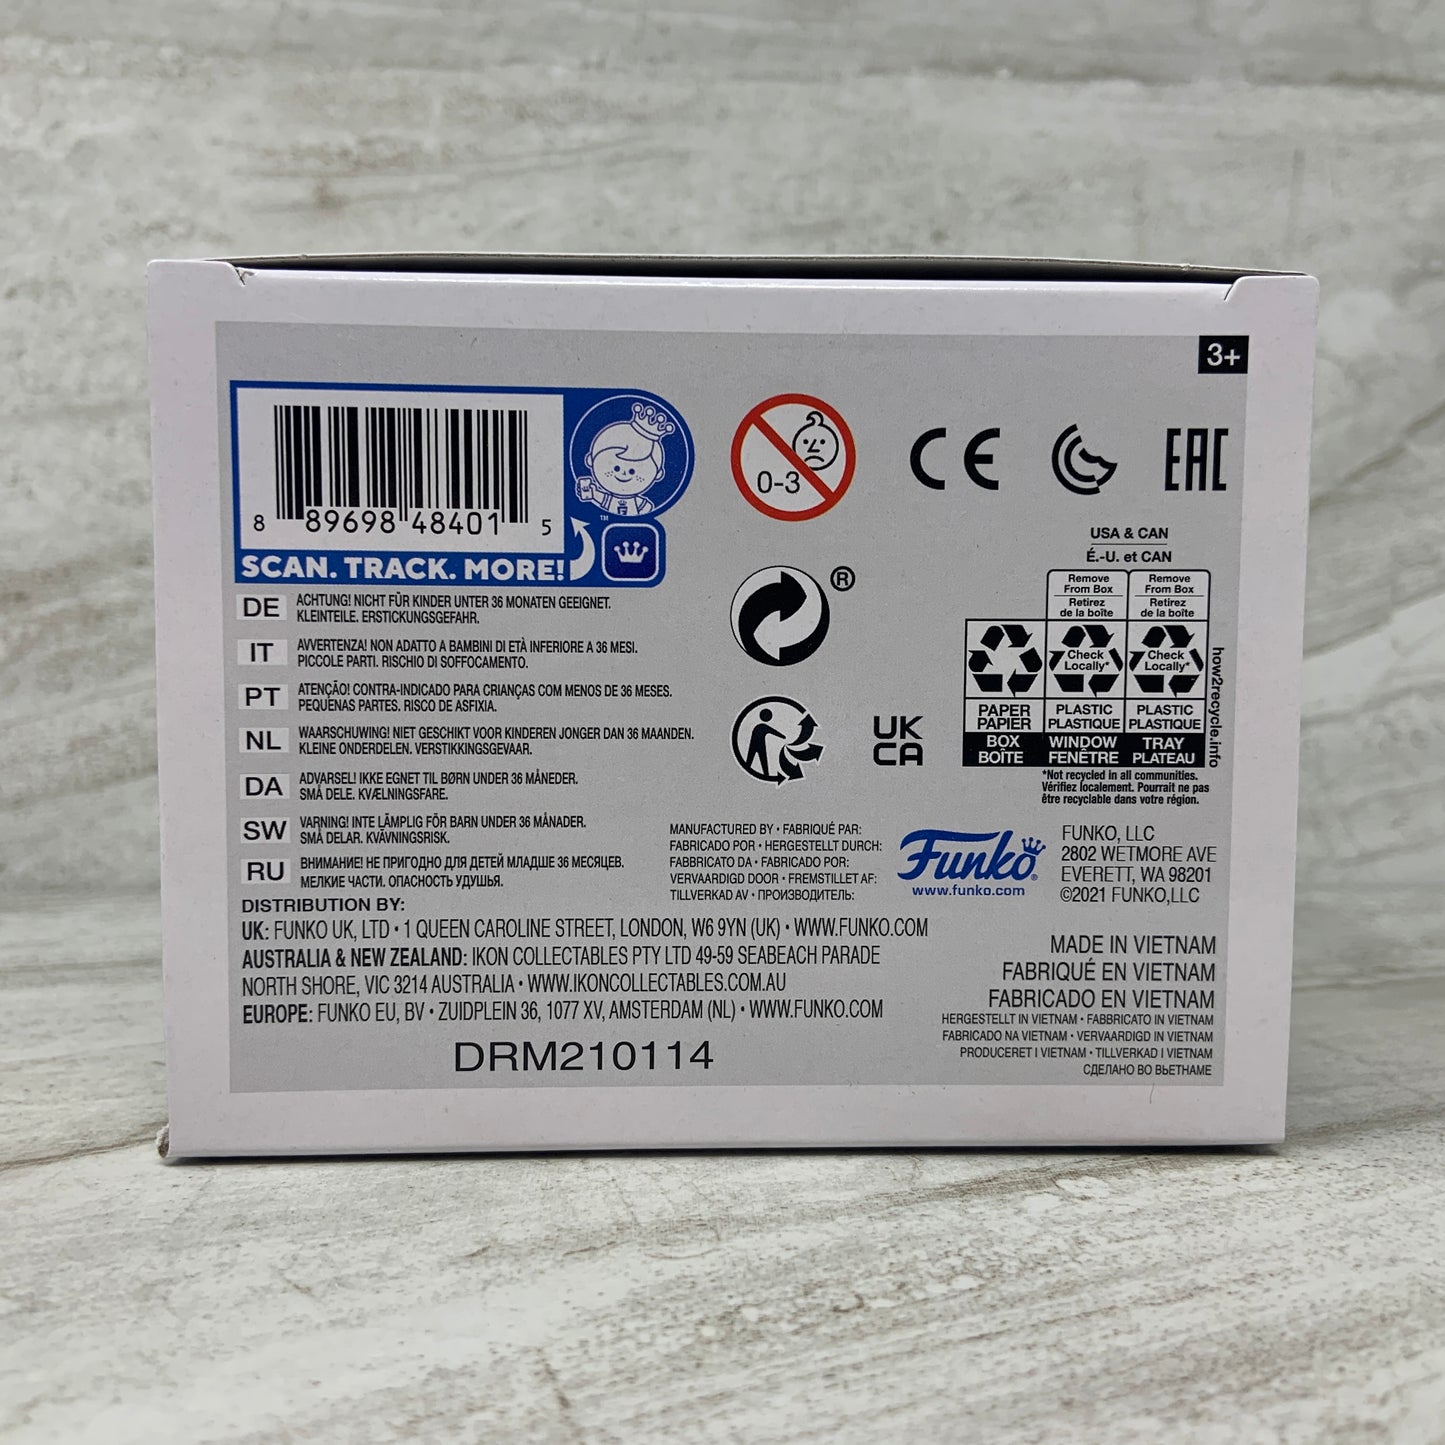 3+
8 89698 48401 5
SCAN. TRACK. MORE!
™
0-3
CE
EAC
®
UK
CA
USA & CAN
É.-U. et CAN
Remove
From Box
Retirez
de la boîte
Remove
From Box
Retirez
de la boîte
Check
Locally*
Check
Locally*
PAPER
PAPIER
PLASTIC
PLASTIQUE
PLASTIC
PLASTIQUE
BOX
BOÎTE
WINDOW
FENÊTRE
TRAY
PLATEAU
how2recycle.info
*Not recycled in all communities.
Vérifiez localement. Pourrait ne pas
être recyclable dans votre région.
DE ACHTUNG! NICHT FÜR KINDER UNTER 36 MONATEN GEEIGNET.
KLEINTEILE. ERSTICKUNGSGEFAHR.
IT AVVERTENZA! NON ADATTO A BAMBINI DI ETÀ INFERIORE A 36 MESI.
PICCOLE PARTI. RISCHIO DI SOFFOCAMENTO.
PT ATENÇÃO! CONTRA-INDICADO PARA CRIANÇAS COM MENOS DE 36 MESES.
PEQUENAS PARTES. RISCO DE ASFIXIA.
NL WAARSCHUWING! NIET GESCHIKT VOOR KINDEREN JONGER DAN 36 MAANDEN.
KLEINE ONDERDELEN. VERSTIKKINGSGEVAAR.
DA ADVARSEL! IKKE EGNET TIL BØRN UNDER 36 MÅNEDER.
SMÅ DELE. KVÆLNINGSFARE.
SW VARNING! INTE LÄMPLIG FÖR BARN UNDER 36 MÅNADER.
SMÅ DELAR. KVÄVNINGSRISK.
RU ВНИМАНИЕ! НЕ ПРИГОДНО ДЛЯ ДЕТЕЙ МЛАДШЕ 36 МЕСЯЦЕВ.
МЕЛКИЕ ЧАСТИ. ОПАСНОСТЬ УДУШЬЯ.
MANUFACTURED BY • FABRIQUÉ PAR:
FABRICADO POR • HERGESTELLT DURCH:
FABBRICATO DA • FABRICADO POR:
VERVAARDIGD DOOR • FREMSTILLET AF:
TILLVERKAD AV • ПРОИЗВОДИТЕЛЬ:
Funko®
www.funko.com
FUNKO, LLC
2802 WETMORE AVE
EVERETT, WA 98201
©2021 FUNKO,LLC
DISTRIBUTION BY:
UK: FUNKO UK, LTD • 1 QUEEN CAROLINE STREET, LONDON, W6 9YN (UK) • WWW.FUNKO.COM
AUSTRALIA & NEW ZEALAND: IKON COLLECTABLES PTY LTD 49-59 SEABEACH PARADE
NORTH SHORE, VIC 3214 AUSTRALIA • WWW.IKONCOLLECTABLES.COM.AU
EUROPE: FUNKO EU, BV • ZUIDPLEIN 36, 1077 XV, AMSTERDAM (NL) • WWW.FUNKO.COM
DRM210114
MADE IN VIETNAM
FABRIQUÉ EN VIETNAM
FABRICADO EN VIETNAM
HERGESTELLT IN VIETNAM • FABBRICATO IN VIETNAM
FABRICADO NA VIETNAM • VERVAARDIGD IN VIETNAM
PRODUCERET I VIETNAM • TILLVERKAD I VIETNAM
СДЕЛАНО ВО ВЬЕТНАМЕ